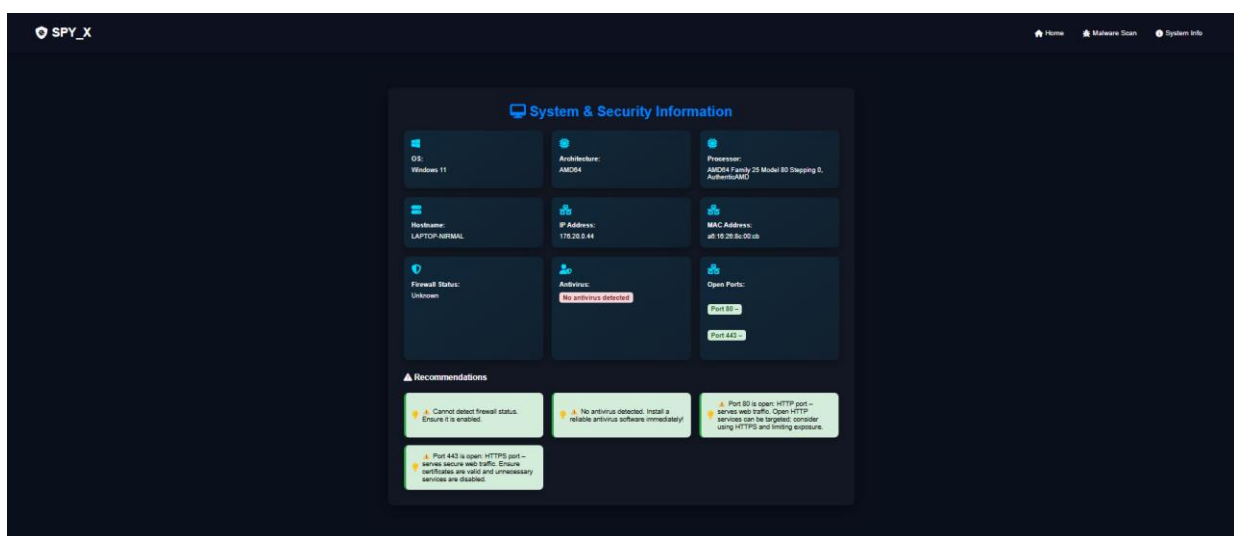 SPY_X
Home
Malware Scan
System Info
System & Security Information
OS:
Windows 11
Architecture:
AMD64
Processor:
AMD64 Family 25 Model 80 Stepping 0,
AuthenticAMD
Hostname:
LAPTOP-NIRMAL
IP Address:
MAC Address:
Firewall Status:
Unknown
Antivirus:
No antivirus detected
Open Ports:
Port 80 –
Port 443 –
Recommendations
Cannot detect firewall status.
Ensure it is enabled.
No antivirus detected. Install a
reliable antivirus software immediately!
Port 80 is open: HTTP port –
serves web traffic. Open HTTP
services can be targeted; consider
using HTTPS and limiting exposure.
Port 443 is open: HTTPS port –
serves secure web traffic. Ensure
certificates are valid and unnecessary
services are disabled.